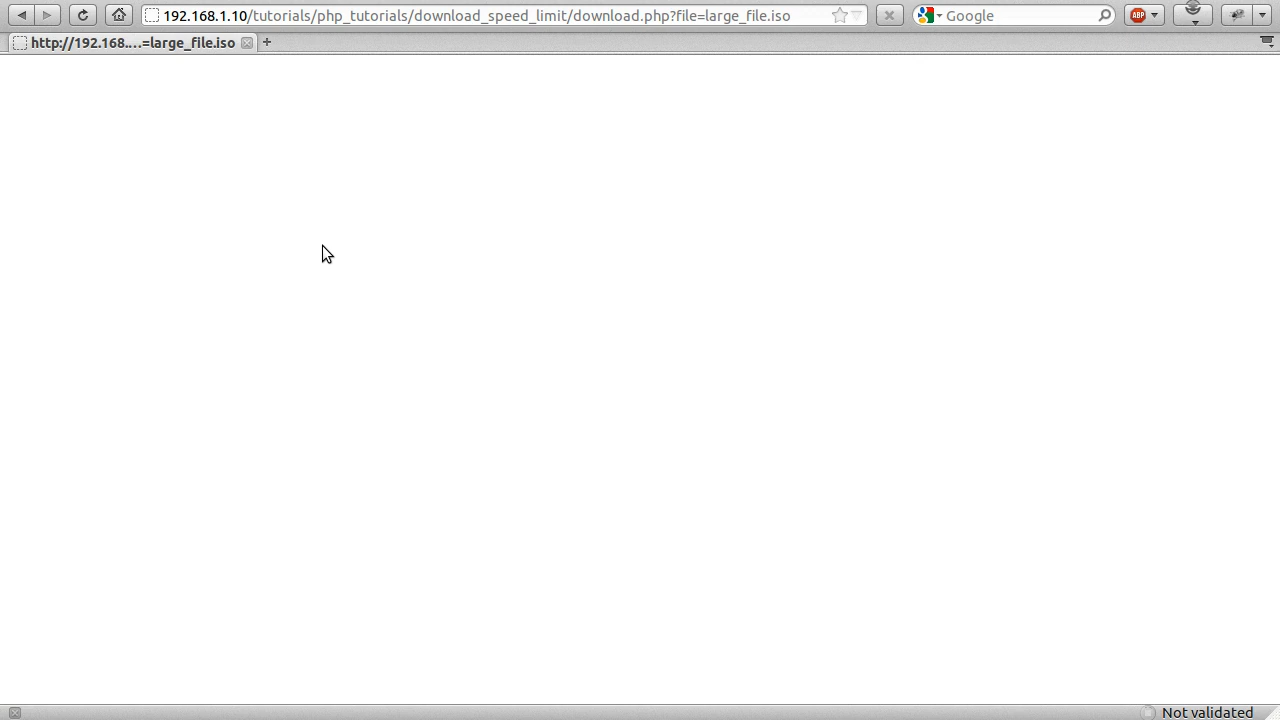 192.168.1.10/tutorials/php_tutorials/download_speed_limit/download.php?file=large_file.iso
Google
ABP
http://192.168.…=large_file.iso
Not validated